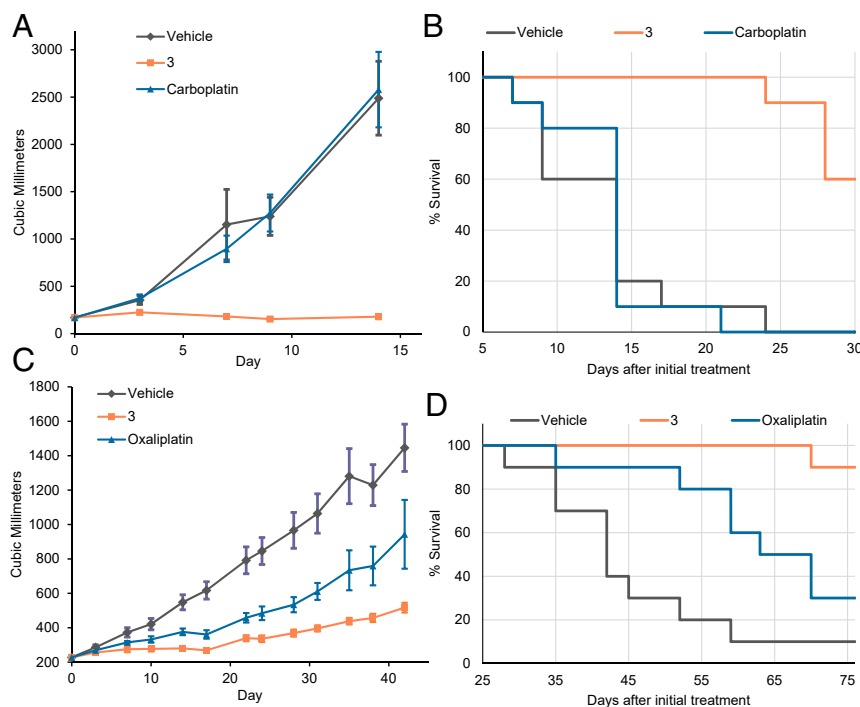 A
Vehicle
3
Carboplatin
Cubic Millimeters
3000
2500
2000
1500
1000
500
0
0 5 10 15
Day
B
Vehicle 3 Carboplatin
% Survival
100
80
60
40
20
0
5 10 15 20 25 30
Days after initial treatment
C
Vehicle
3
Oxaliplatin
Cubic Millimeters
1800
1600
1400
1200
1000
800
600
400
200
0 10 20 30 40
Day
D
Vehicle 3 Oxaliplatin
% Survival
100
80
60
40
20
0
25 35 45 55 65 75
Days after initial treatment